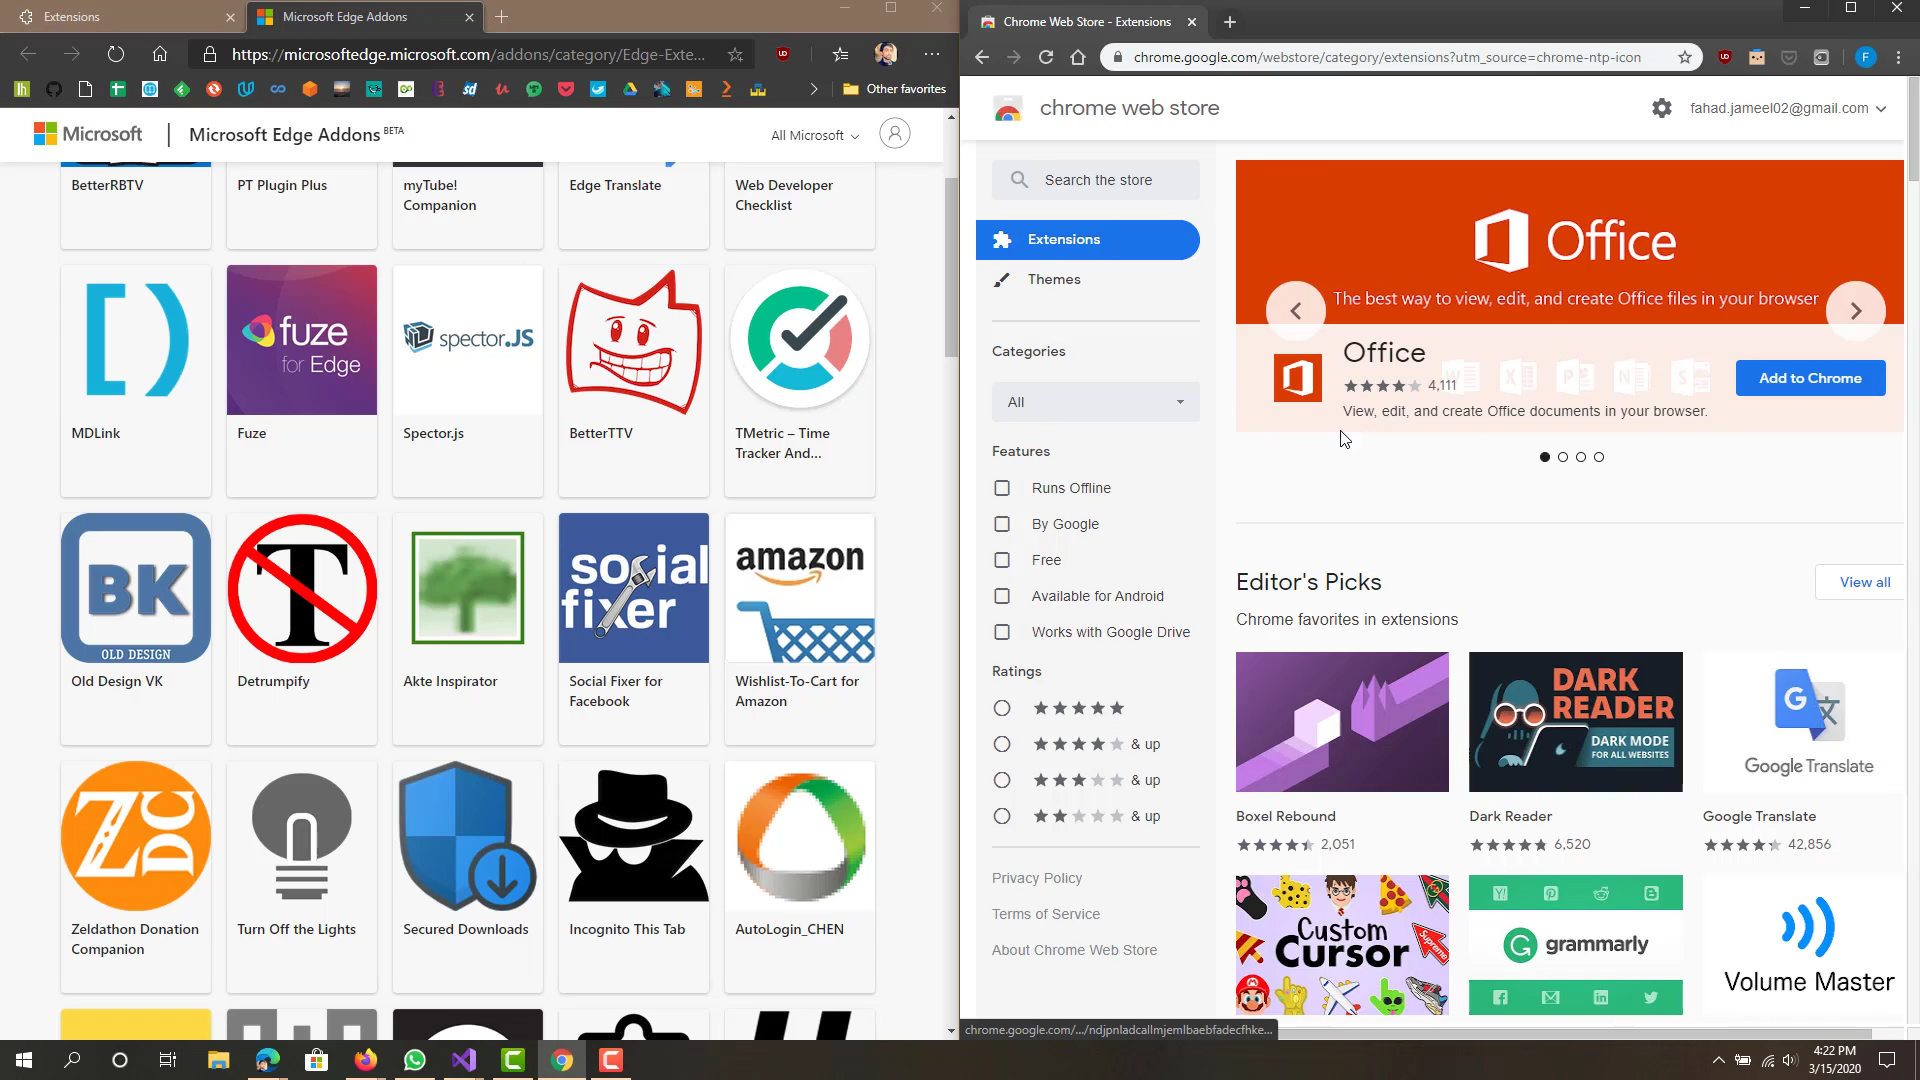 Extensions
Microsoft Edge Addons
https://microsoftedge.microsoft.com/addons/category/Edge-Exte...
Other favorites
Microsoft
Microsoft Edge Addons BETA
All Microsoft
BetterRBTV
PT Plugin Plus
myTube!
Companion
Edge Translate
Web Developer
Checklist
fuze
for Edge
spector.JS
MDLink
Fuze
Spector.js
BetterTTV
TMetric – Time
Tracker And...
BK
OLD DESIGN
T
social
fixer
amazon
Old Design VK
Detrumpify
Akte Inspirator
Social Fixer for
Facebook
Wishlist-To-Cart for
Amazon
ZDC
Zeldathon Donation
Companion
Turn Off the Lights
Secured Downloads
Incognito This Tab
AutoLogin_CHEN
Chrome Web Store - Extensions
chrome.google.com/webstore/category/extensions?utm_source=chrome-ntp-icon
F
chrome web store
fahad.jameel02@gmail.com
Search the store
Extensions
Themes
Categories
All
Features
Runs Offline
By Google
Free
Available for Android
Works with Google Drive
Ratings
& up
& up
& up
Privacy Policy
Terms of Service
About Chrome Web Store
Office
The best way to view, edit, and create Office files in your browser
Office
4,111
View, edit, and create Office documents in your browser.
Add to Chrome
Editor's Picks
View all
Chrome favorites in extensions
DARK
READER
DARK MODE
FOR ALL WEBSITES
Google Translate
Boxel Rebound
2,051
Dark Reader
6,520
Google Translate
42,856
Custom
Cursor
Supreme
grammarly
Volume Master
chrome.google.com/.../ndjpnladcallmjemlbaebfadecfhke...
4:22 PM
3/15/2020